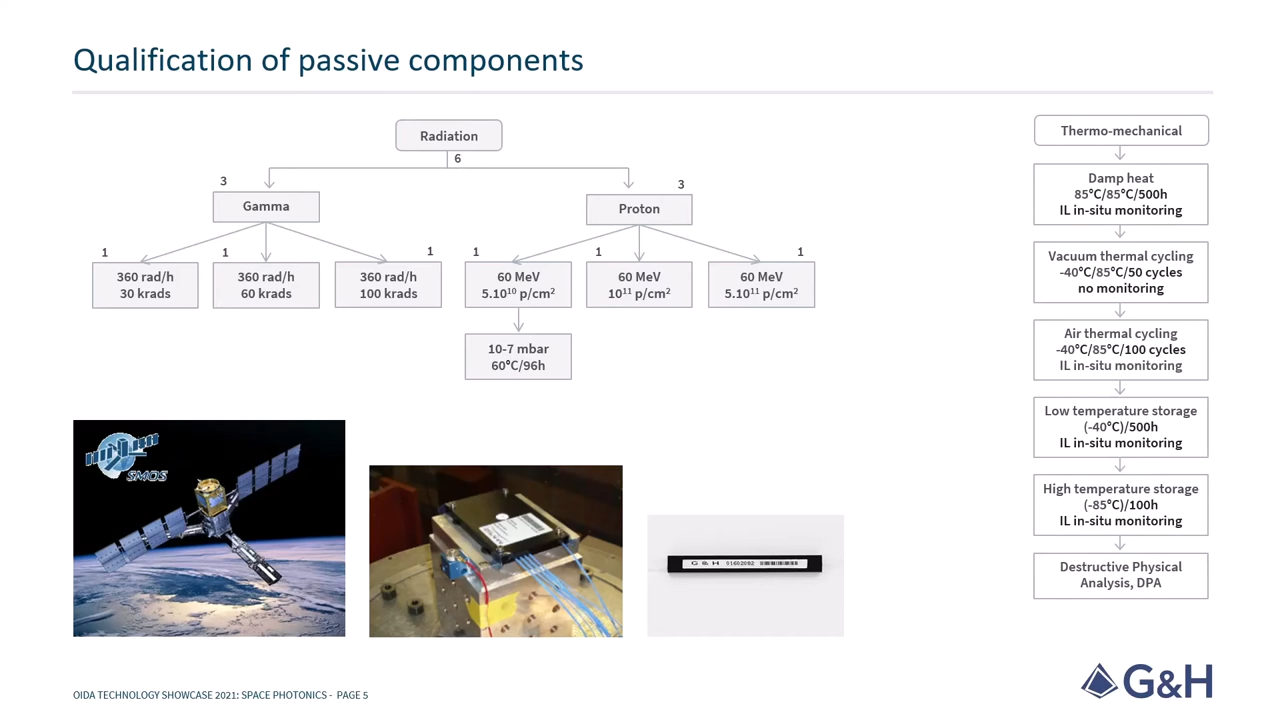 Qualification of passive components
Radiation
6
3
Gamma
3
Proton
1
360 rad/h
30 krads
1
360 rad/h
60 krads
1
360 rad/h
100 krads
1
60 MeV
5.10¹⁰ p/cm²
1
60 MeV
10¹¹ p/cm²
1
60 MeV
5.10¹¹ p/cm²
10-7 mbar
60°C/96h
Thermo-mechanical
Damp heat
85°C/85°C/500h
IL in-situ monitoring
Vacuum thermal cycling
-40°C/85°C/50 cycles
no monitoring
Air thermal cycling
-40°C/85°C/100 cycles
IL in-situ monitoring
Low temperature storage
(-40°C)/500h
IL in-situ monitoring
High temperature storage
(-85°C)/100h
IL in-situ monitoring
Destructive Physical
Analysis, DPA
SMOS
G & H 01602082
OIDA TECHNOLOGY SHOWCASE 2021: SPACE PHOTONICS - PAGE 5
G&H